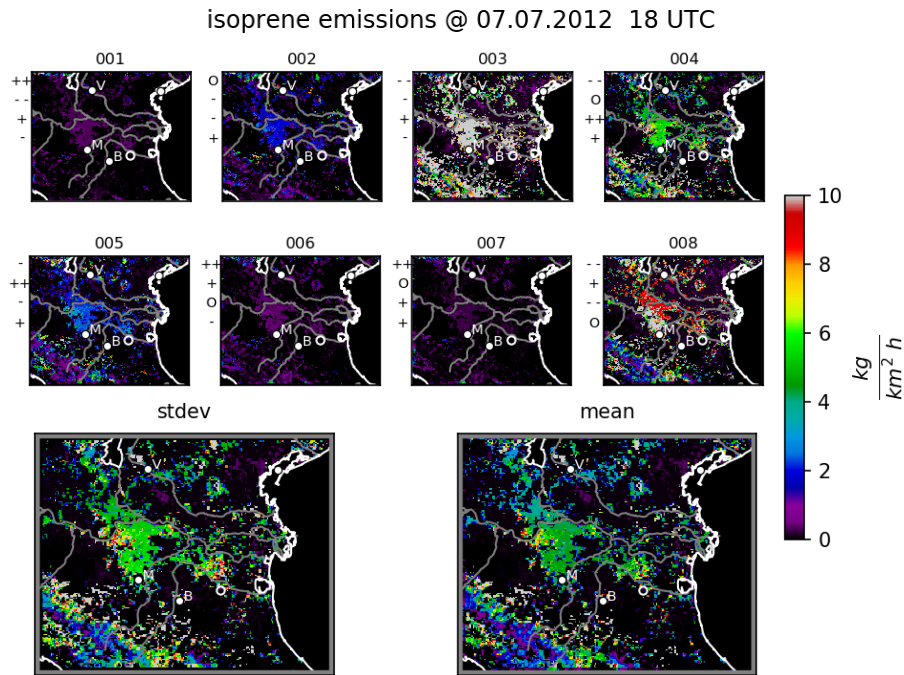 isoprene emissions @ 07.07.2012  18 UTC
001
++
- -
+
-
V
M
B
002
O
-
-
+
V
M
B
003
- -
-
+
-
V
M
B
004
- -
O
++
+
V
M
B
005
-
++
-
+
V
M
B
006
++
+
O
-
V
M
B
007
++
O
+
+
V
M
B
008
- -
+
- -
O
V
M
B
stdev
V
M
B
mean
V
M
B
10
8
6
4
2
0
kg
km² h